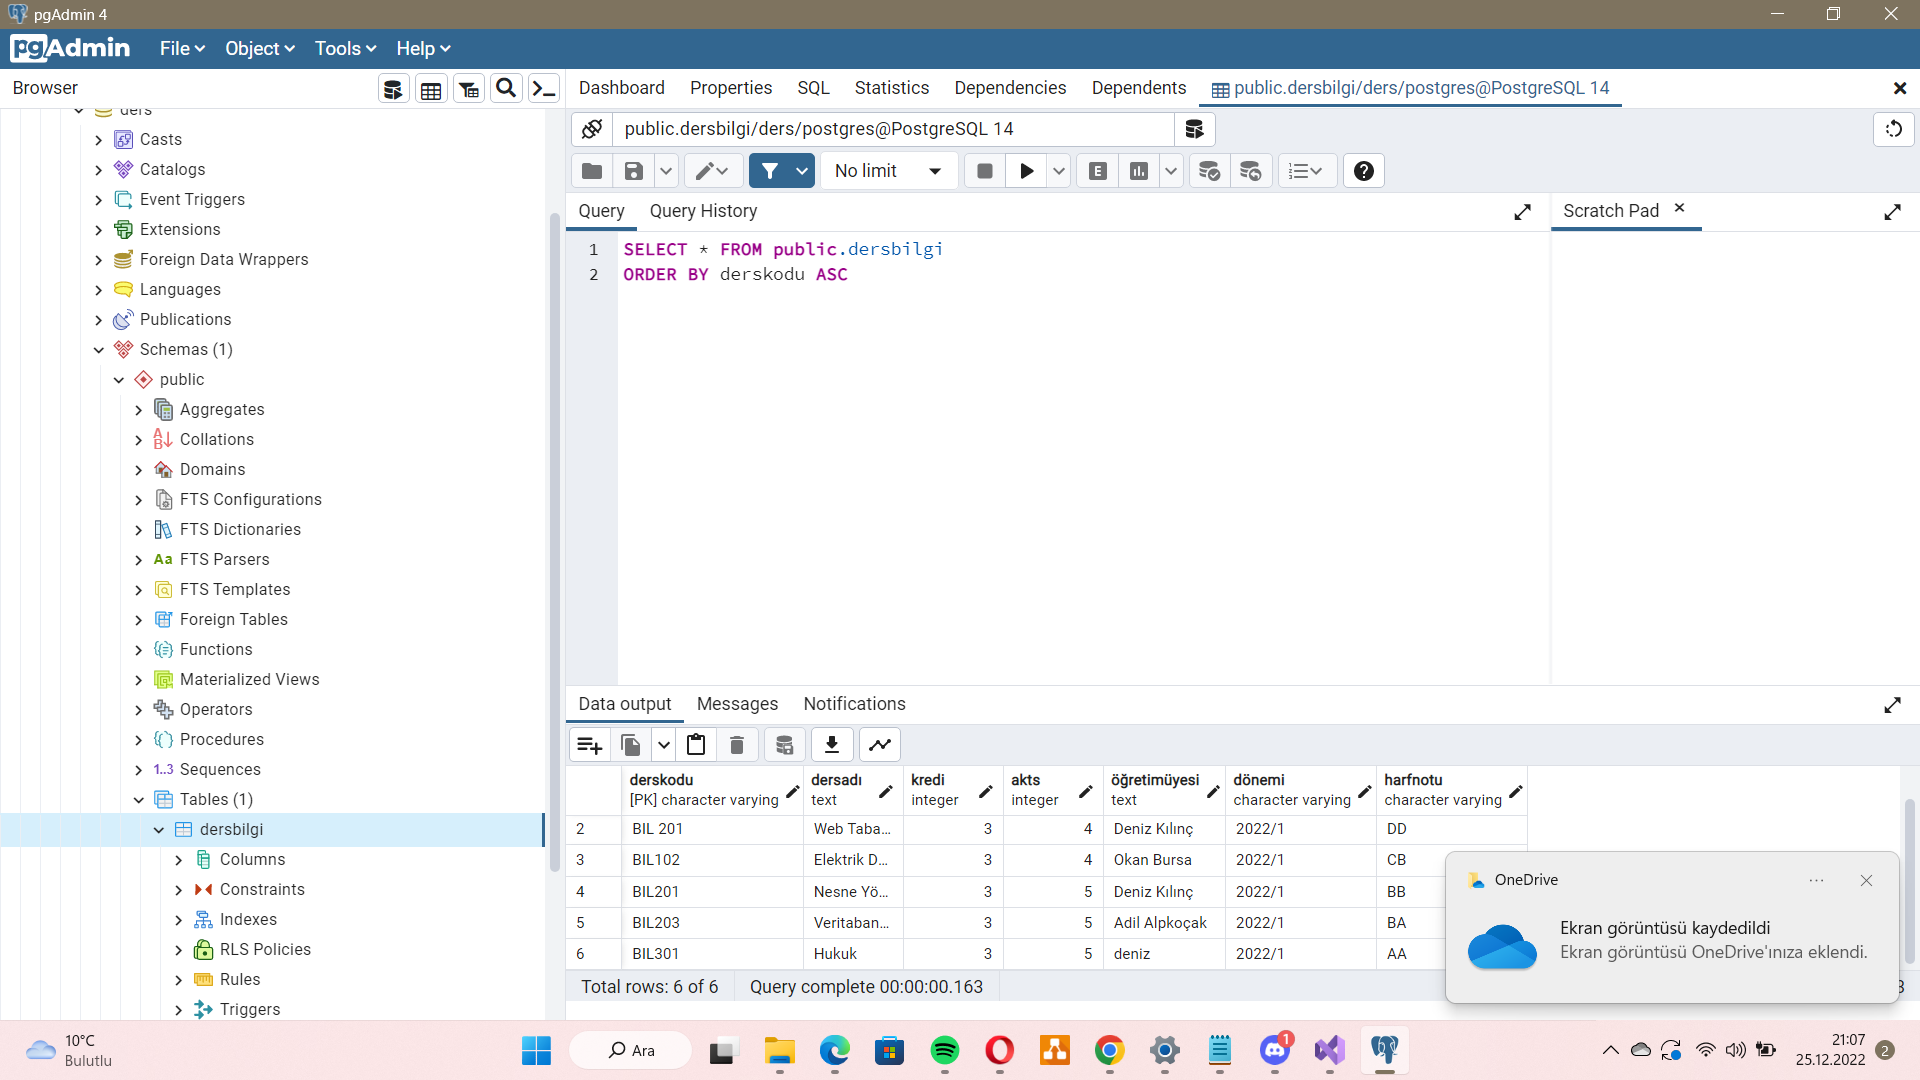 pgAdmin 4
pgAdmin File Object Tools Help
Browser
Dashboard Properties SQL Statistics Dependencies Dependents public.dersbilgi/ders/postgres@PostgreSQL 14
ders
Casts
Catalogs
Event Triggers
Extensions
Foreign Data Wrappers
Languages
Publications
Schemas (1)
public
Aggregates
Collations
Domains
FTS Configurations
FTS Dictionaries
Aa FTS Parsers
FTS Templates
Foreign Tables
Functions
Materialized Views
Operators
Procedures
1..3 Sequences
Tables (1)
dersbilgi
Columns
Constraints
Indexes
RLS Policies
Rules
Triggers
public.dersbilgi/ders/postgres@PostgreSQL 14
No limit E
Query Query History
Scratch Pad
1 SELECT * FROM public.dersbilgi
2 ORDER BY derskodu ASC
Data output Messages Notifications
derskodu dersadı kredi akts öğretimüyesi dönemi harfnotu
[PK] character varying text integer integer text character varying character varying
2 BIL 201 Web Taba... 3 4 Deniz Kılınç 2022/1 DD
3 BIL102 Elektrik D... 3 4 Okan Bursa 2022/1 CB
4 BIL201 Nesne Yö... 3 5 Deniz Kılınç 2022/1 BB
5 BIL203 Veritaban... 3 5 Adil Alpkoçak 2022/1 BA
6 BIL301 Hukuk 3 5 deniz 2022/1 AA
Total rows: 6 of 6 Query complete 00:00:00.163
OneDrive
Ekran görüntüsü kaydedildi
Ekran görüntüsü OneDrive'ınıza eklendi.
10°C
Bulutlu
Ara
1
21:07
25.12.2022
2